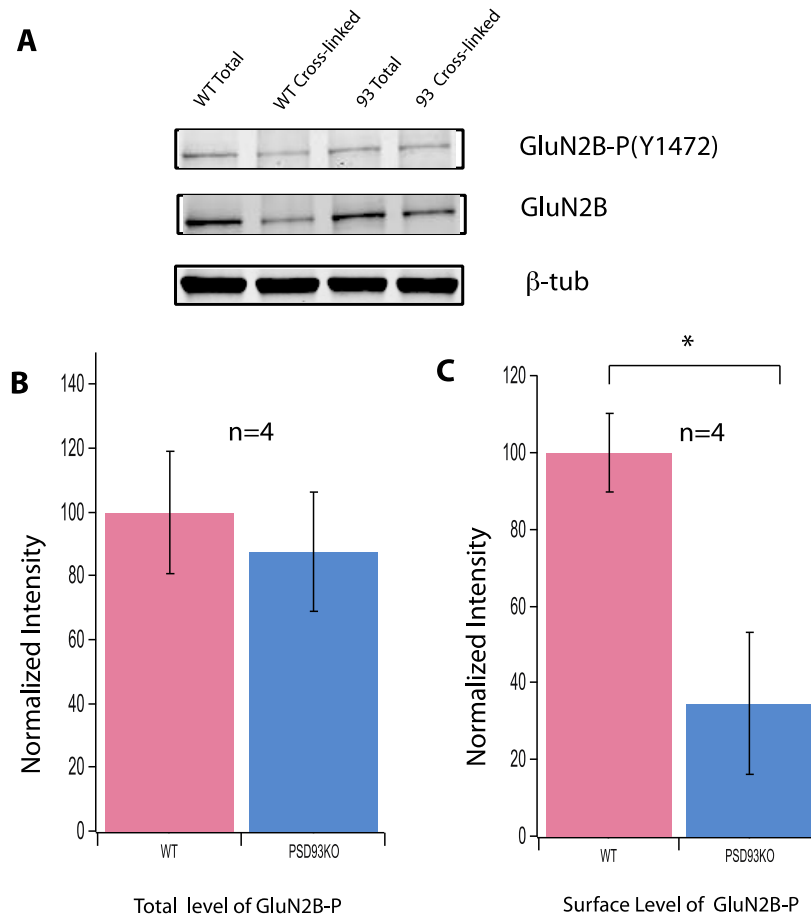 A
WT Total
WT Cross-linked
93 Total
93 Cross-linked
GluN2B-P(Y1472)
GluN2B
β-tub
B
Normalized Intensity
140
120
100
80
60
40
20
0
n=4
WT
PSD93KO
Total level of GluN2B-P
C
Normalized Intensity
120
100
80
60
40
20
0
*
n=4
WT
PSD93KO
Surface Level of GluN2B-P